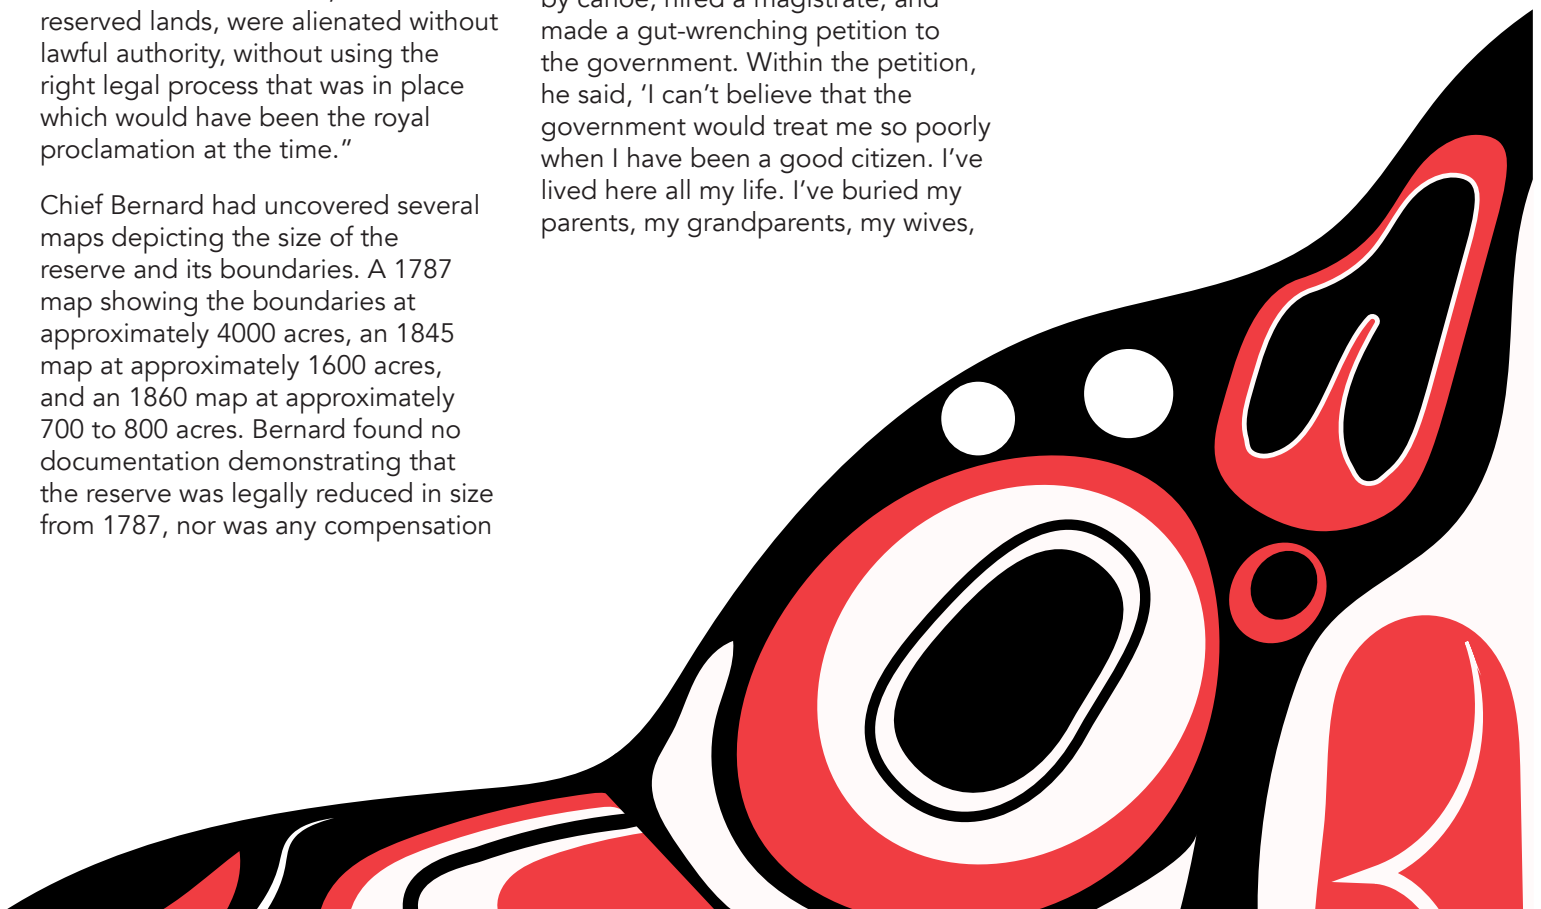 reserved lands, were alienated without
lawful authority, without using the
right legal process that was in place
which would have been the royal
proclamation at the time.”
Chief Bernard had uncovered several
maps depicting the size of the
reserve and its boundaries. A 1787
map showing the boundaries at
approximately 4000 acres, an 1845
map at approximately 1600 acres,
and an 1860 map at approximately
700 to 800 acres. Bernard found no
documentation demonstrating that
the reserve was legally reduced in size
from 1787, nor was any compensation
by canoe, hired a magistrate, and
made a gut-wrenching petition to
the government. Within the petition,
he said, ‘I can’t believe that the
government would treat me so poorly
when I have been a good citizen. I’ve
lived here all my life. I’ve buried my
parents, my grandparents, my wives,